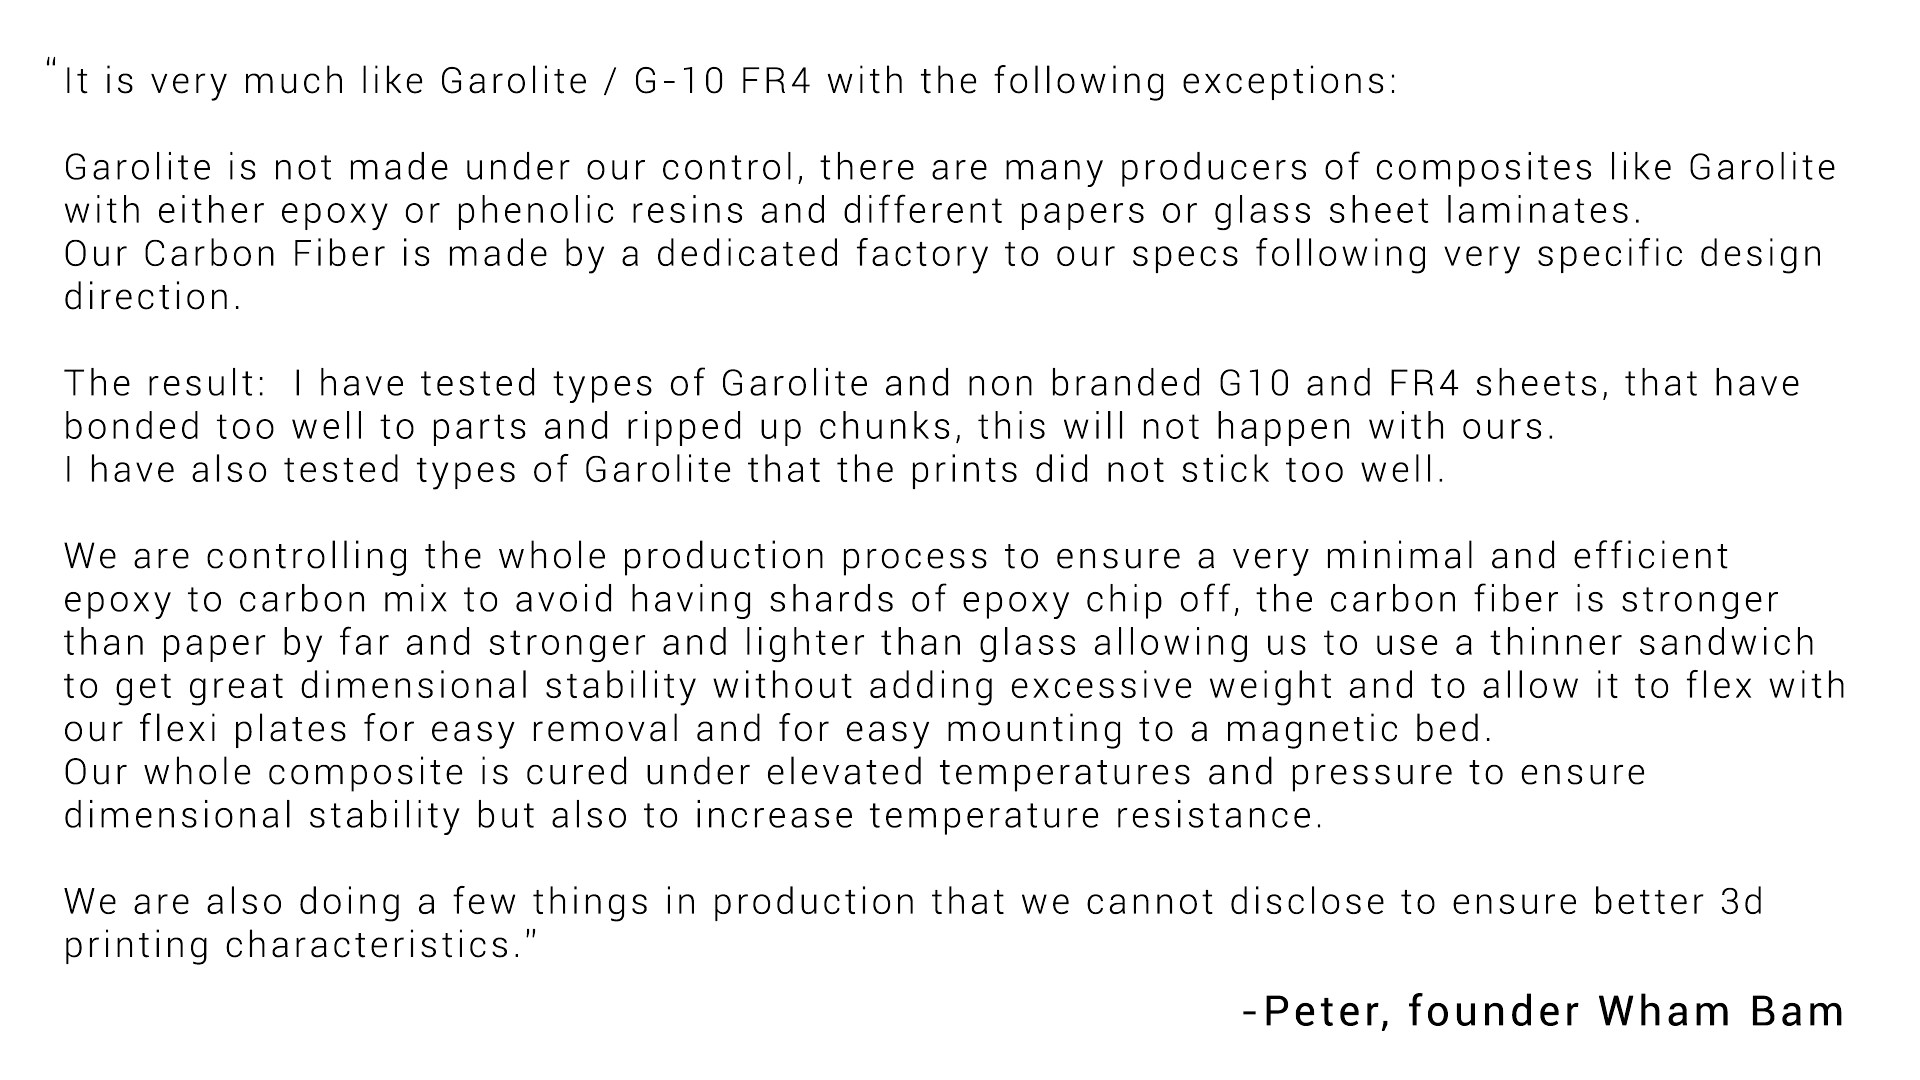 “It is very much like Garolite / G-10 FR4 with the following exceptions:
Garolite is not made under our control, there are many producers of composites like Garolite
with either epoxy or phenolic resins and different papers or glass sheet laminates.
Our Carbon Fiber is made by a dedicated factory to our specs following very specific design
direction.
The result:  I have tested types of Garolite and non branded G10 and FR4 sheets, that have
bonded too well to parts and ripped up chunks, this will not happen with ours.
I have also tested types of Garolite that the prints did not stick too well.
We are controlling the whole production process to ensure a very minimal and efficient
epoxy to carbon mix to avoid having shards of epoxy chip off, the carbon fiber is stronger
than paper by far and stronger and lighter than glass allowing us to use a thinner sandwich
to get great dimensional stability without adding excessive weight and to allow it to flex with
our flexi plates for easy removal and for easy mounting to a magnetic bed.
Our whole composite is cured under elevated temperatures and pressure to ensure
dimensional stability but also to increase temperature resistance.
We are also doing a few things in production that we cannot disclose to ensure better 3d
printing characteristics.”
-Peter, founder Wham Bam